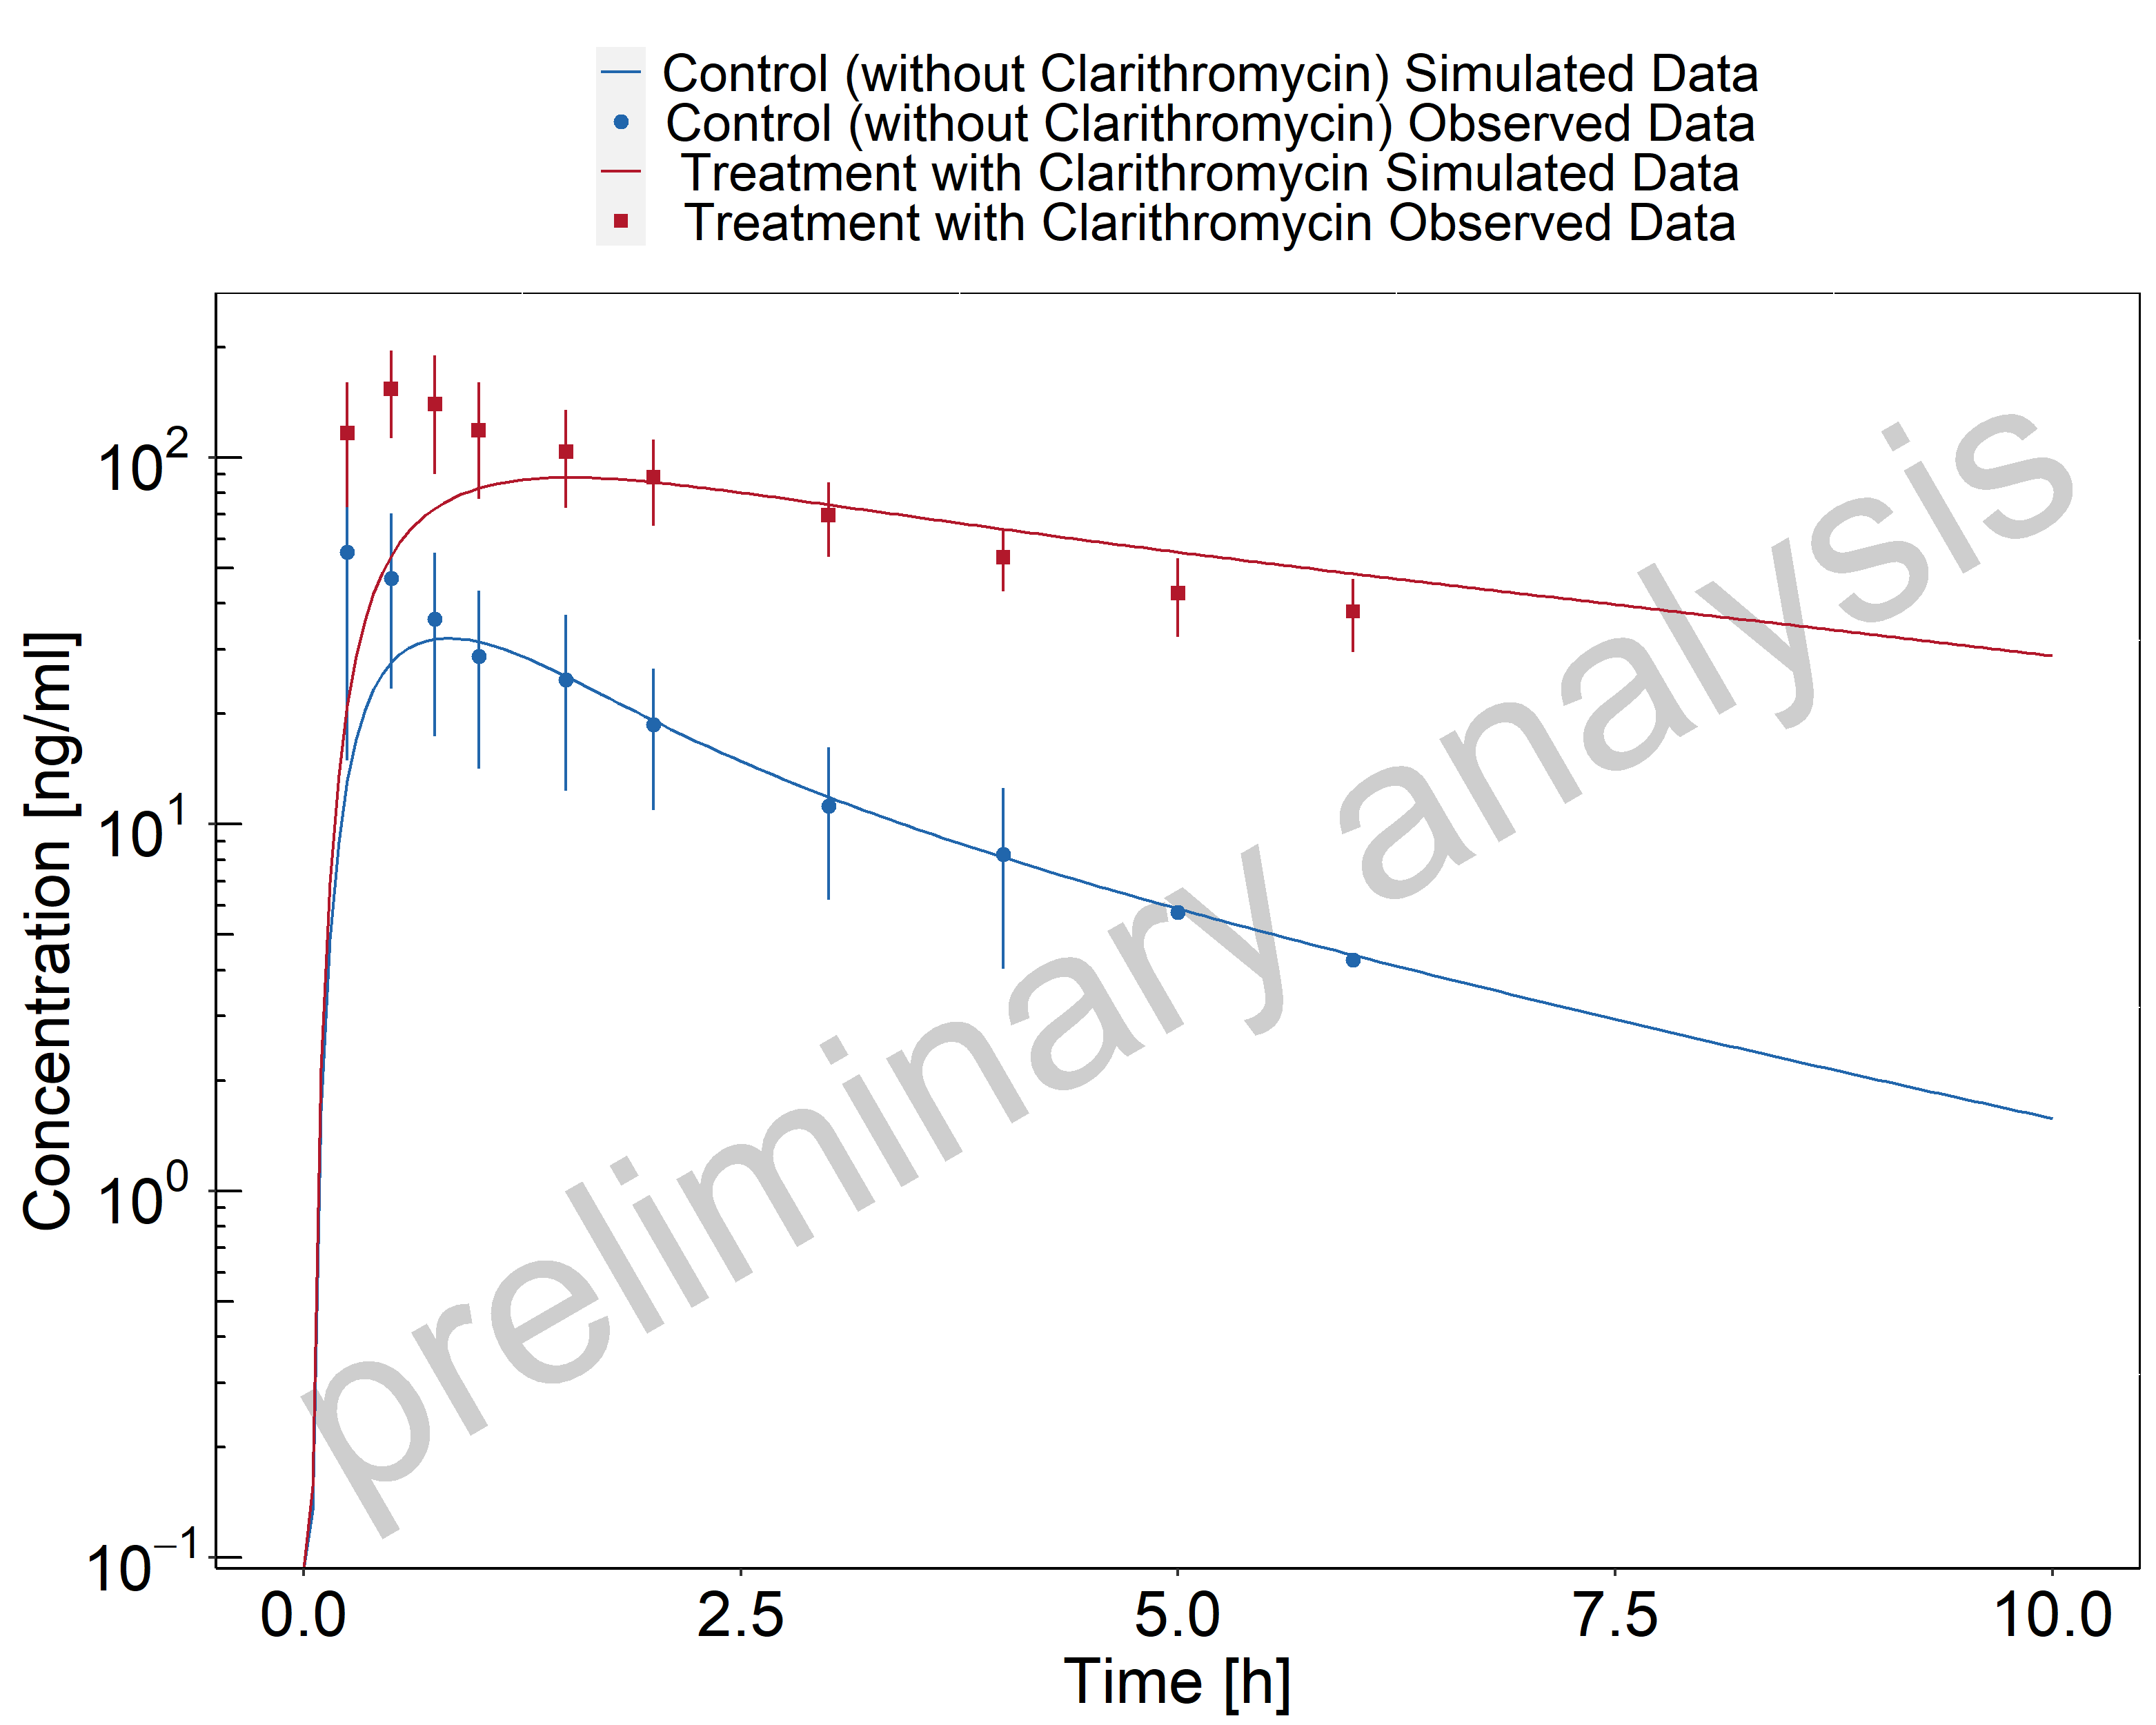 Control (without Clarithromycin) Simulated Data
Control (without Clarithromycin) Observed Data
Treatment with Clarithromycin Simulated Data
Treatment with Clarithromycin Observed Data
Concentration [ng/ml]
10²
10¹
10⁰
10⁻¹
preliminary analysis
0.0 2.5 5.0 7.5 10.0
Time [h]